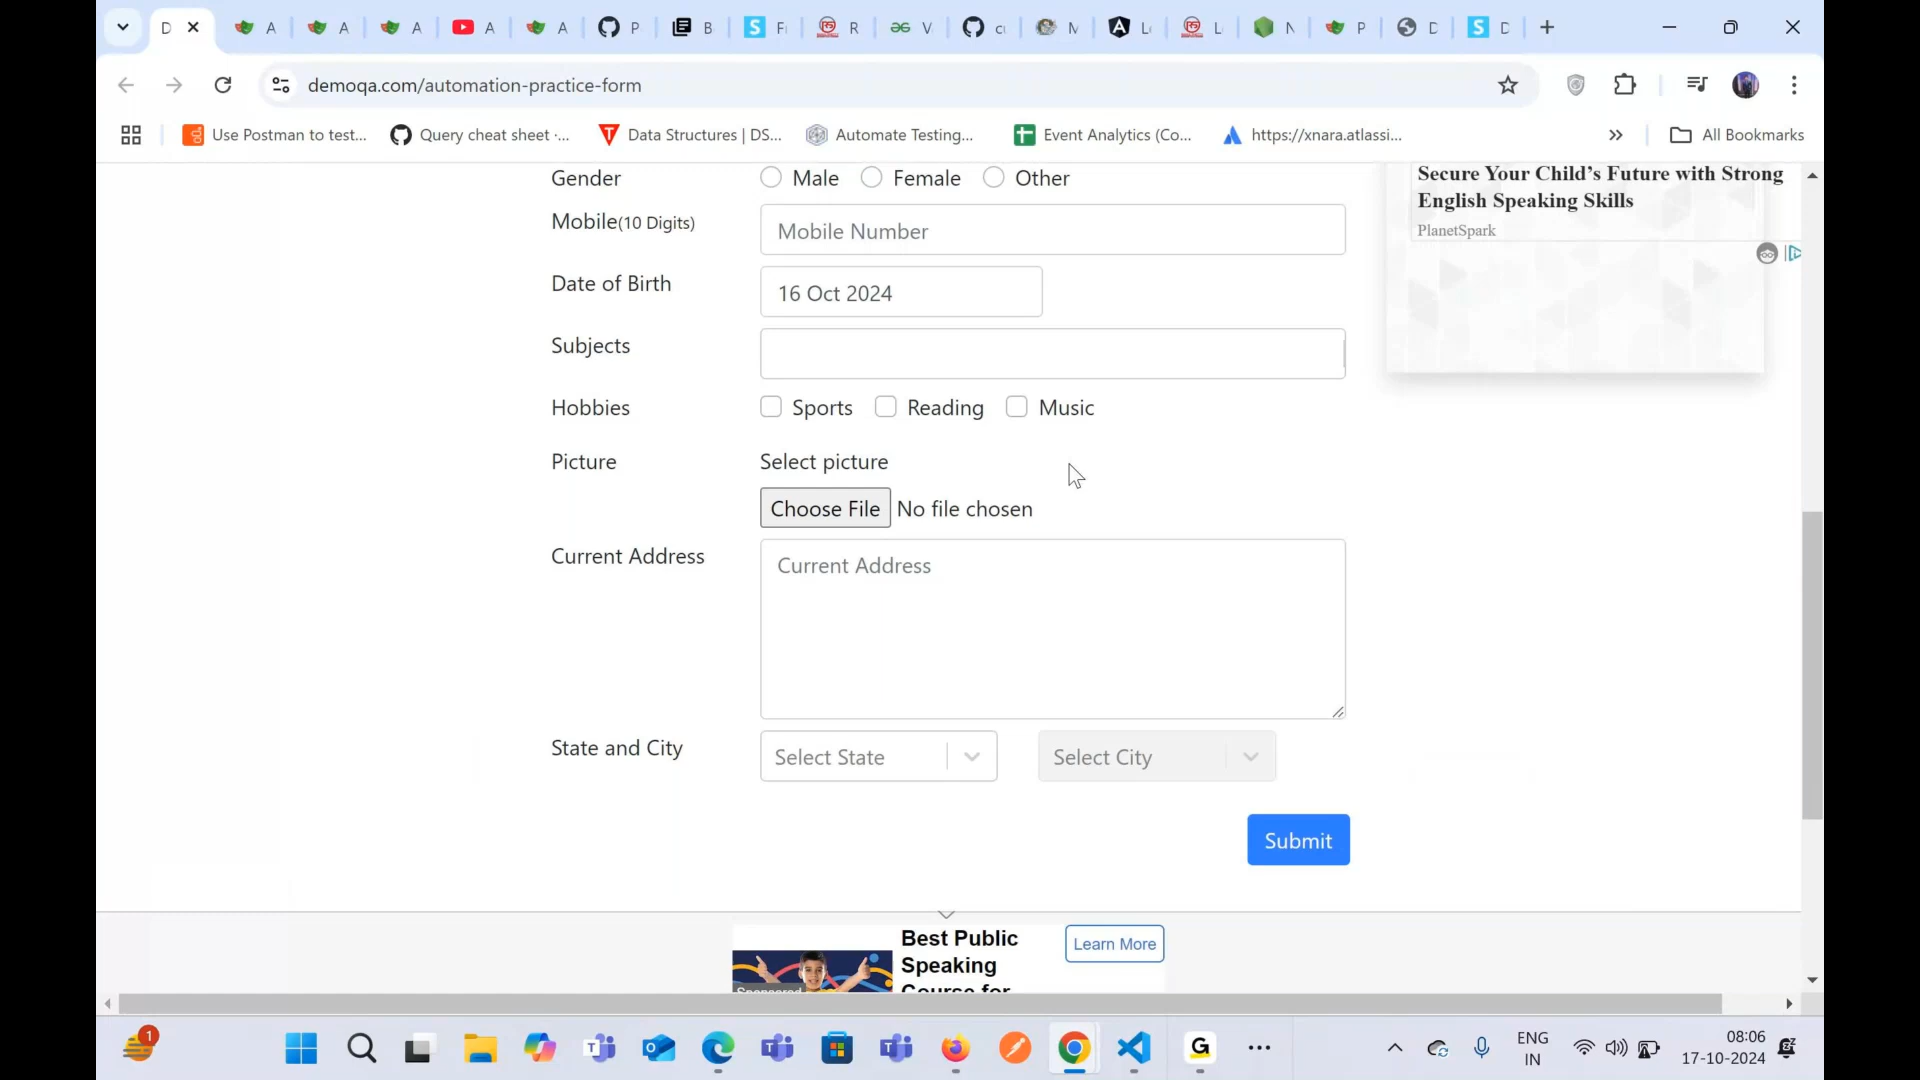 D
A
A
A
A
A
P
B
F
R
V
M
L
L
N
P
D
D
demoqa.com/automation-practice-form
Use Postman to test...
Query cheat sheet ·...
Data Structures | DS...
Automate Testing...
Event Analytics (Co...
https://xnara.atlassi...
All Bookmarks
Gender
Male
Female
Other
Secure Your Child’s Future with Strong
English Speaking Skills
PlanetSpark
Mobile(10 Digits)
Mobile Number
Date of Birth
16 Oct 2024
Subjects
Hobbies
Sports
Reading
Music
Picture
Select picture
Choose File
No file chosen
Current Address
Current Address
State and City
Select State
Select City
Submit
Best Public
Speaking
Course for
Learn More
Sponsored
1
ENG
IN
08:06
17-10-2024